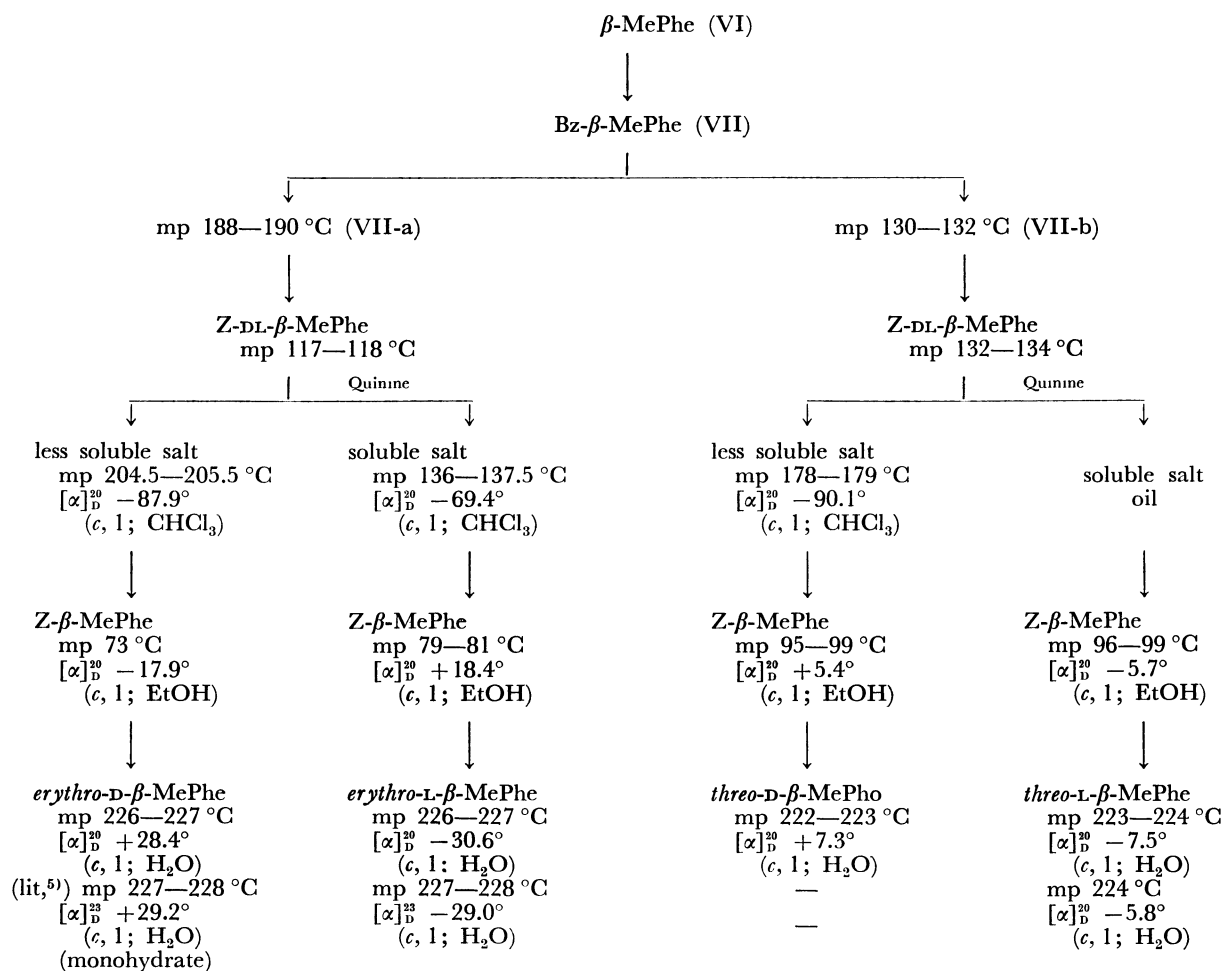 β-MePhe (VI)
Bz-β-MePhe (VII)
mp 188—190 °C (VII-a)
mp 130—132 °C (VII-b)
Z-DL-β-MePhe
mp 117—118 °C
Z-DL-β-MePhe
mp 132—134 °C
Quinine
Quinine
less soluble salt
mp 204.5—205.5 °C
[α]²⁰D −87.9°
(c, 1; CHCl₃)
soluble salt
mp 136—137.5 °C
[α]²⁰D −69.4°
(c, 1; CHCl₃)
less soluble salt
mp 178—179 °C
[α]²⁰D −90.1°
(c, 1; CHCl₃)
soluble salt
oil
Z-β-MePhe
mp 73 °C
[α]²⁰D −17.9°
(c, 1; EtOH)
Z-β-MePhe
mp 79—81 °C
[α]²⁰D +18.4°
(c, 1; EtOH)
Z-β-MePhe
mp 95—99 °C
[α]²⁰D +5.4°
(c, 1; EtOH)
Z-β-MePhe
mp 96—99 °C
[α]²⁰D −5.7°
(c, 1; EtOH)
erythro-D-β-MePhe
mp 226—227 °C
[α]²⁰D +28.4°
(c, 1; H₂O)
(lit,⁵⁾) mp 227—228 °C
[α]²³D +29.2°
(c, 1; H₂O)
(monohydrate)
erythro-L-β-MePhe
mp 226—227 °C
[α]²⁰D −30.6°
(c, 1: H₂O)
mp 227—228 °C
[α]²³D −29.0°
(c, 1; H₂O)
threo-D-β-MePho
mp 222—223 °C
[α]²⁰D +7.3°
(c, 1; H₂O)
—
—
threo-L-β-MePhe
mp 223—224 °C
[α]²⁰D −7.5°
(c, 1; H₂O)
mp 224 °C
[α]²⁰D −5.8°
(c, 1; H₂O)